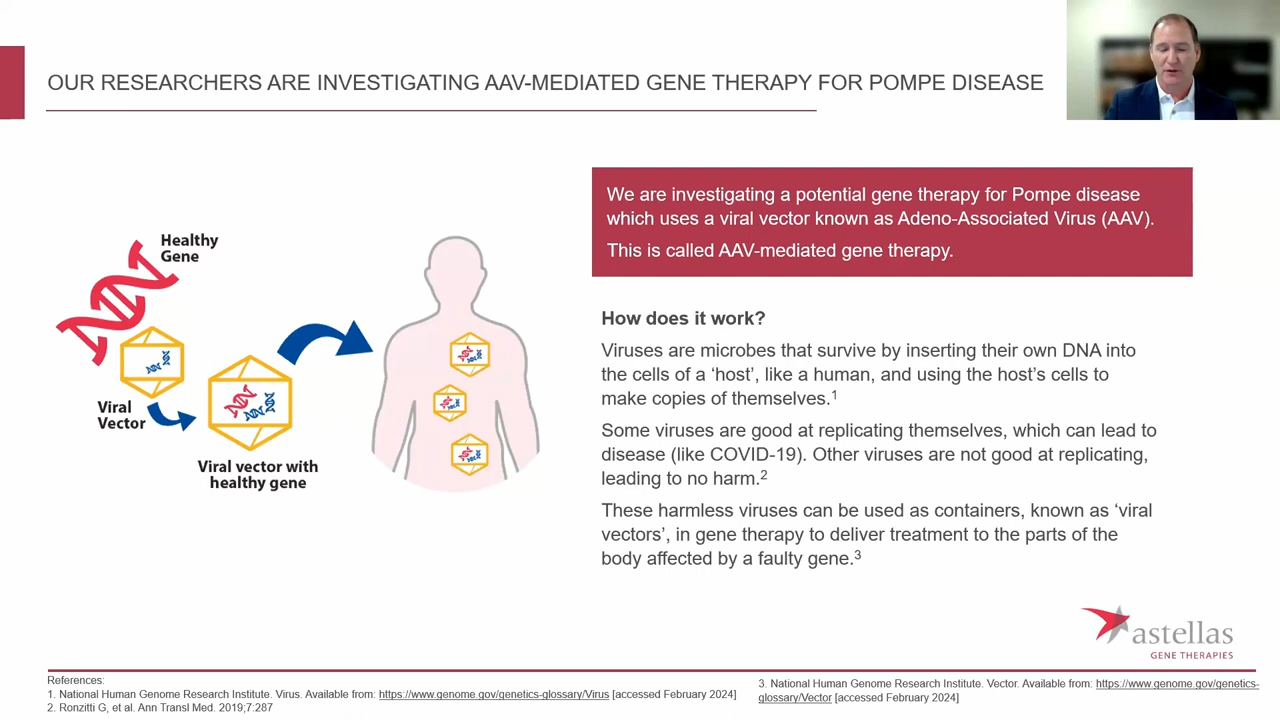 OUR RESEARCHERS ARE INVESTIGATING AAV-MEDIATED GENE THERAPY FOR POMPE DISEASE
Healthy
Gene
Viral
Vector
Viral vector with
healthy gene
We are investigating a potential gene therapy for Pompe disease
which uses a viral vector known as Adeno-Associated Virus (AAV).
This is called AAV-mediated gene therapy.
How does it work?
Viruses are microbes that survive by inserting their own DNA into
the cells of a ‘host’, like a human, and using the host’s cells to
make copies of themselves.1
Some viruses are good at replicating themselves, which can lead to
disease (like COVID-19). Other viruses are not good at replicating,
leading to no harm.2
These harmless viruses can be used as containers, known as ‘viral
vectors’, in gene therapy to deliver treatment to the parts of the
body affected by a faulty gene.3
astellas
GENE THERAPIES
References:
1. National Human Genome Research Institute. Virus. Available from: https://www.genome.gov/genetics-glossary/Virus [accessed February 2024]
2. Ronzitti G, et al. Ann Transl Med. 2019;7:287
3. National Human Genome Research Institute. Vector. Available from: https://www.genome.gov/genetics-
glossary/Vector [accessed February 2024]